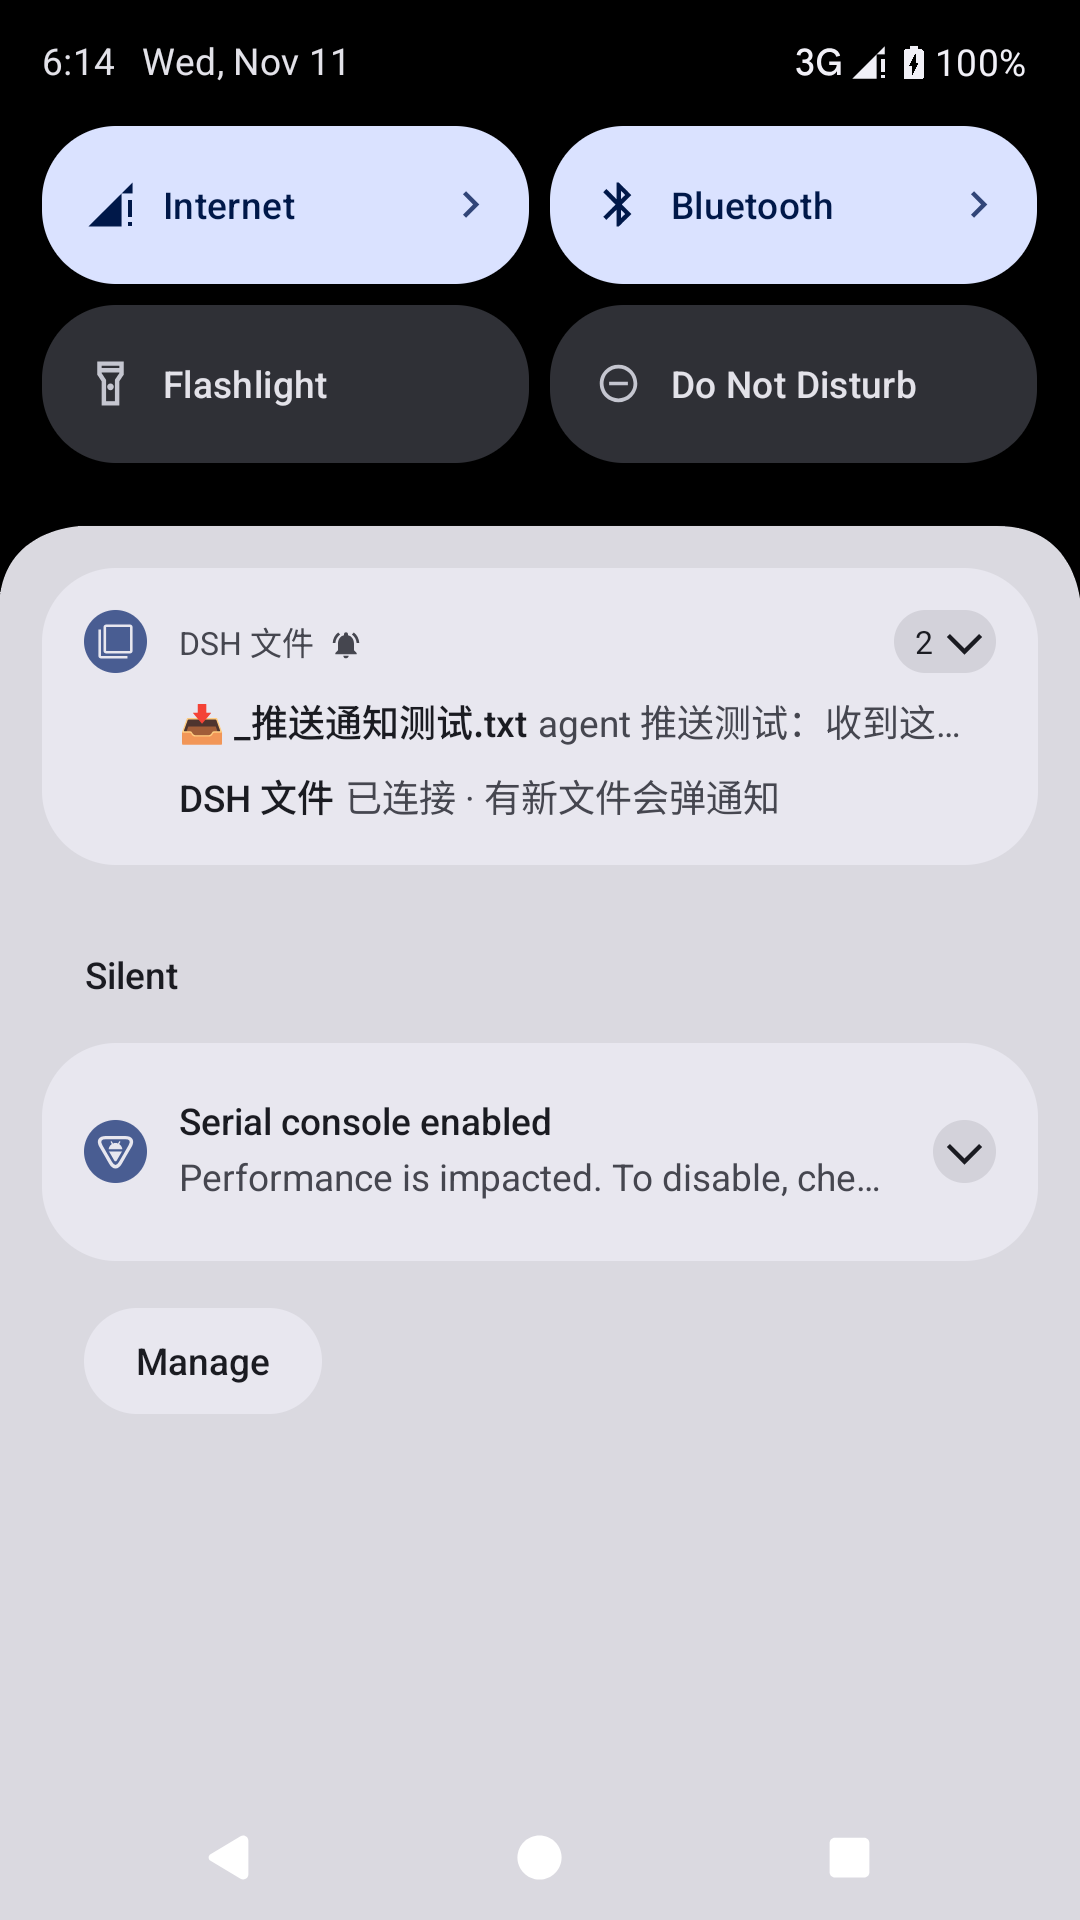 6:14 Wed, Nov 11 3G 100%
Internet Bluetooth
Flashlight Do Not Disturb
DSH 文件 2
_推送通知测试.txt agent 推送测试：收到这…
DSH 文件 已连接 · 有新文件会弹通知
Silent
Serial console enabled
Performance is impacted. To disable, che…
Manage